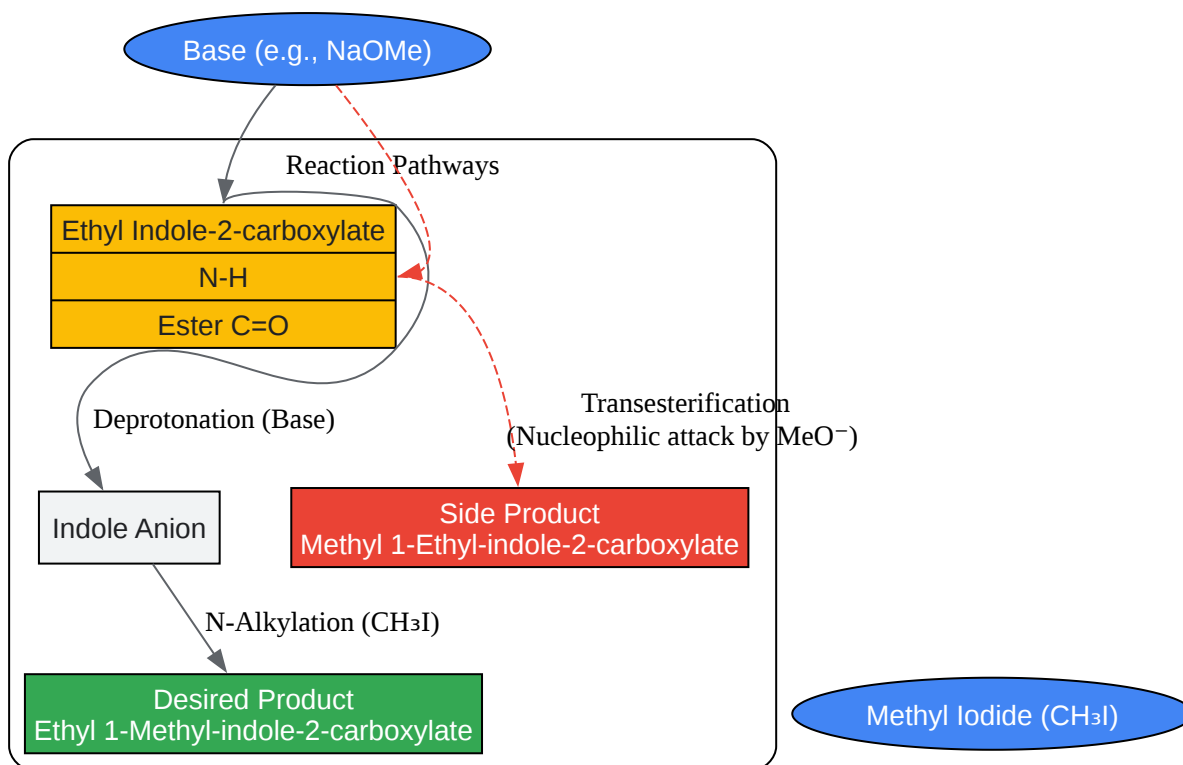 Base (e.g., NaOMe)
Reaction Pathways
Ethyl Indole-2-carboxylate
N-H
Ester C=O
Deprotonation (Base)
Transesterification
(Nucleophilic attack by MeO⁻)
Indole Anion
Side Product
Methyl 1-Ethyl-indole-2-carboxylate
N-Alkylation (CH₃I)
Desired Product
Ethyl 1-Methyl-indole-2-carboxylate
Methyl Iodide (CH₃I)